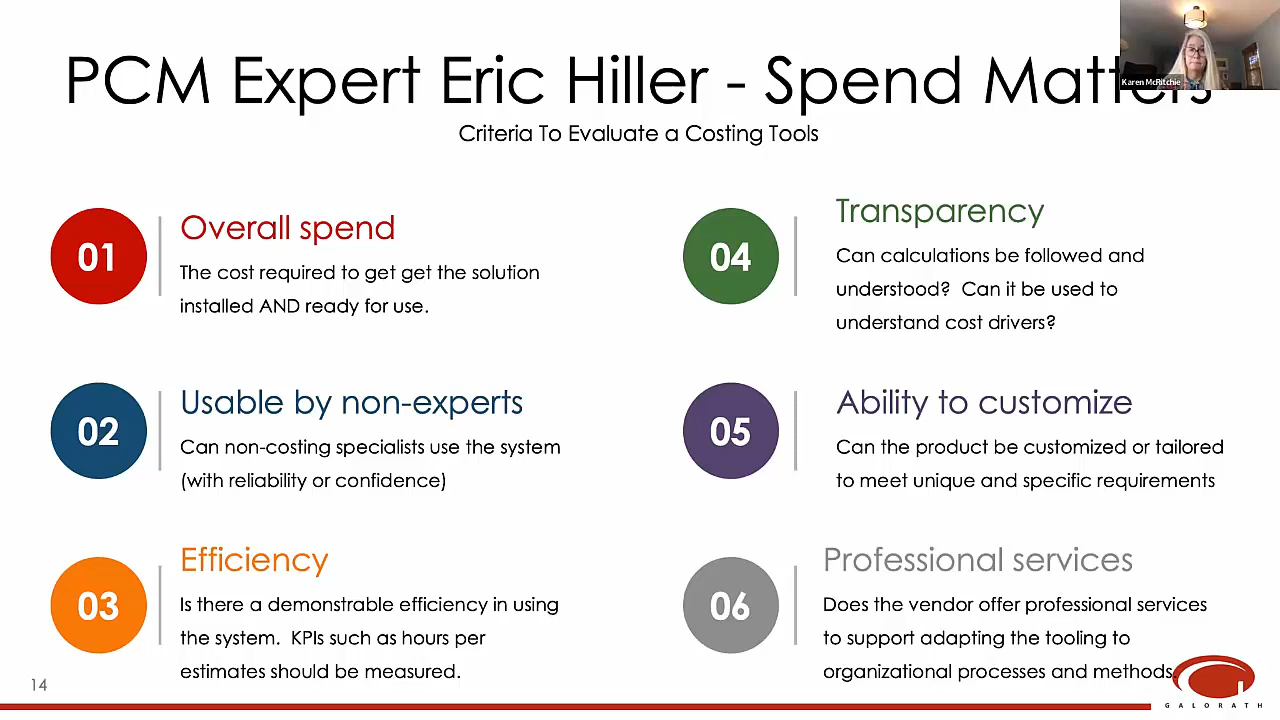 PCM Expert Eric Hiller - Spend Matters
Karen McRitchie
Criteria To Evaluate a Costing Tools
01
Overall spend
The cost required to get get the solution
installed AND ready for use.
02
Usable by non-experts
Can non-costing specialists use the system
(with reliability or confidence)
03
Efficiency
Is there a demonstrable efficiency in using
the system. KPIs such as hours per
estimates should be measured.
04
Transparency
Can calculations be followed and
understood? Can it be used to
understand cost drivers?
05
Ability to customize
Can the product be customized or tailored
to meet unique and specific requirements
06
Professional services
Does the vendor offer professional services
to support adapting the tooling to
organizational processes and methods.
14
GALORATH